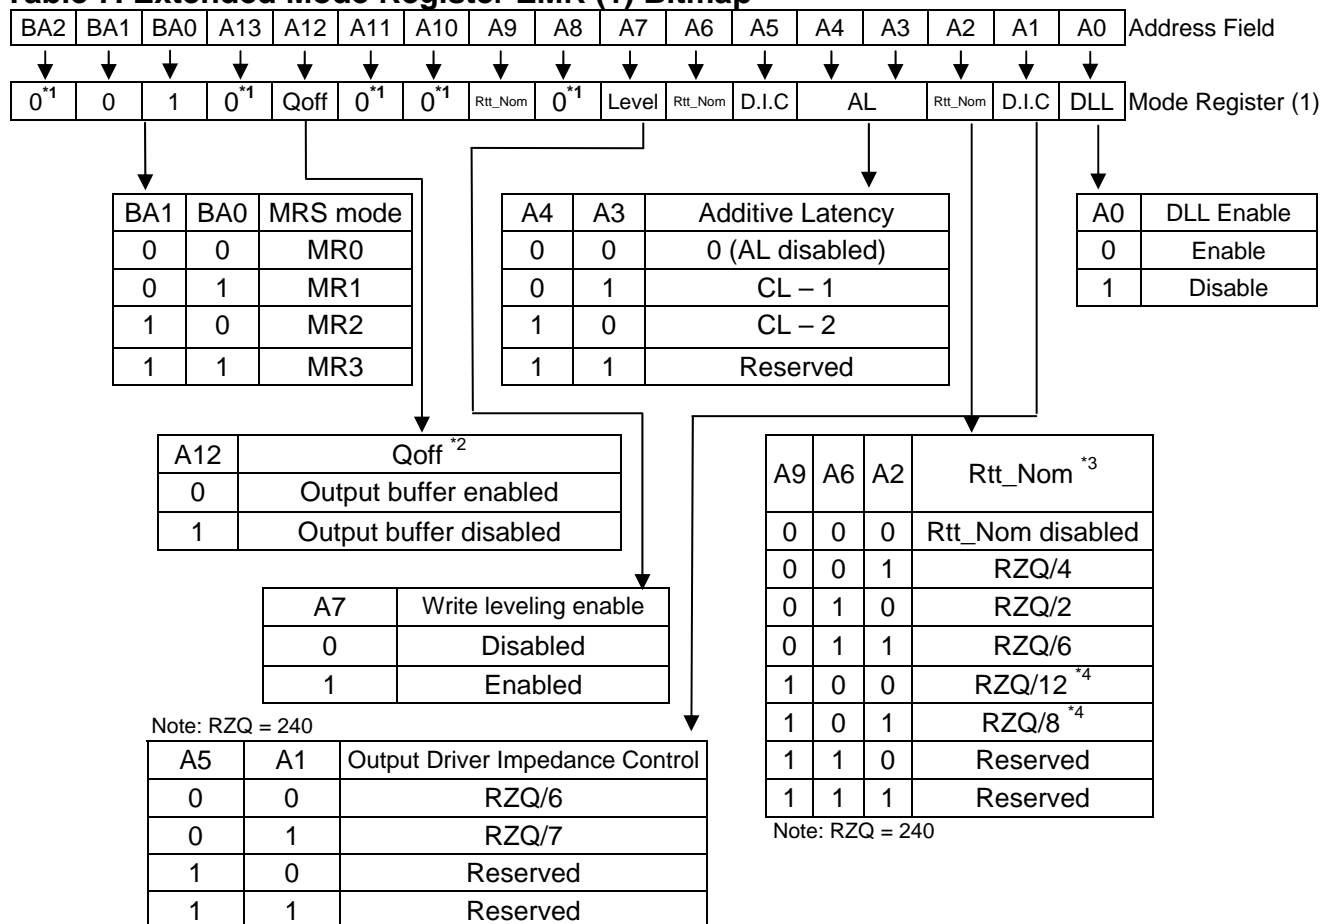 Table 7. Extended Mode Register EMR (1) Bitmap
BA2 BA1 BA0 A13 A12 A11 A10 A9 A8 A7 A6 A5 A4 A3 A2 A1 A0 Address Field
0*1 0 1 0*1 Qoff 0*1 0*1 Rtt_Nom 0*1 Level Rtt_Nom D.I.C AL Rtt_Nom D.I.C DLL Mode Register (1)
BA1 BA0 MRS mode
0 0 MR0
0 1 MR1
1 0 MR2
1 1 MR3
A4 A3 Additive Latency
0 0 0 (AL disabled)
0 1 CL – 1
1 0 CL – 2
1 1 Reserved
A0 DLL Enable
0 Enable
1 Disable
A12 Qoff *2
0 Output buffer enabled
1 Output buffer disabled
A7 Write leveling enable
0 Disabled
1 Enabled
Note: RZQ = 240
A5 A1 Output Driver Impedance Control
0 0 RZQ/6
0 1 RZQ/7
1 0 Reserved
1 1 Reserved
A9 A6 A2 Rtt_Nom *3
0 0 0 Rtt_Nom disabled
0 0 1 RZQ/4
0 1 0 RZQ/2
0 1 1 RZQ/6
1 0 0 RZQ/12 *4
1 0 1 RZQ/8 *4
1 1 0 Reserved
1 1 1 Reserved
Note: RZQ = 240